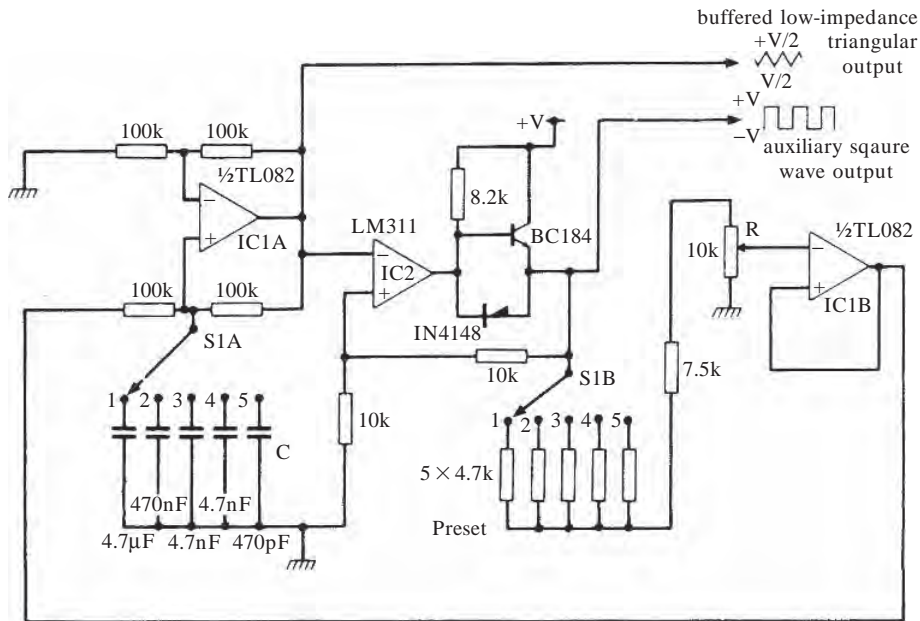 buffered low-impedance
triangular
output
+V/2
V/2
+V
−V
auxiliary sqaure
wave output
+V
100k
100k
½TL082
−
+
IC1A
8.2k
BC184
LM311
−
IC2
+
IN4148
R
10k
½TL082
−
+
IC1B
100k
100k
S1A
10k
S1B
7.5k
1 2 3 4 5
C
10k
1 2 3 4 5
5 × 4.7k
470nF 4.7nF
Preset
4.7µF 4.7nF 470pF